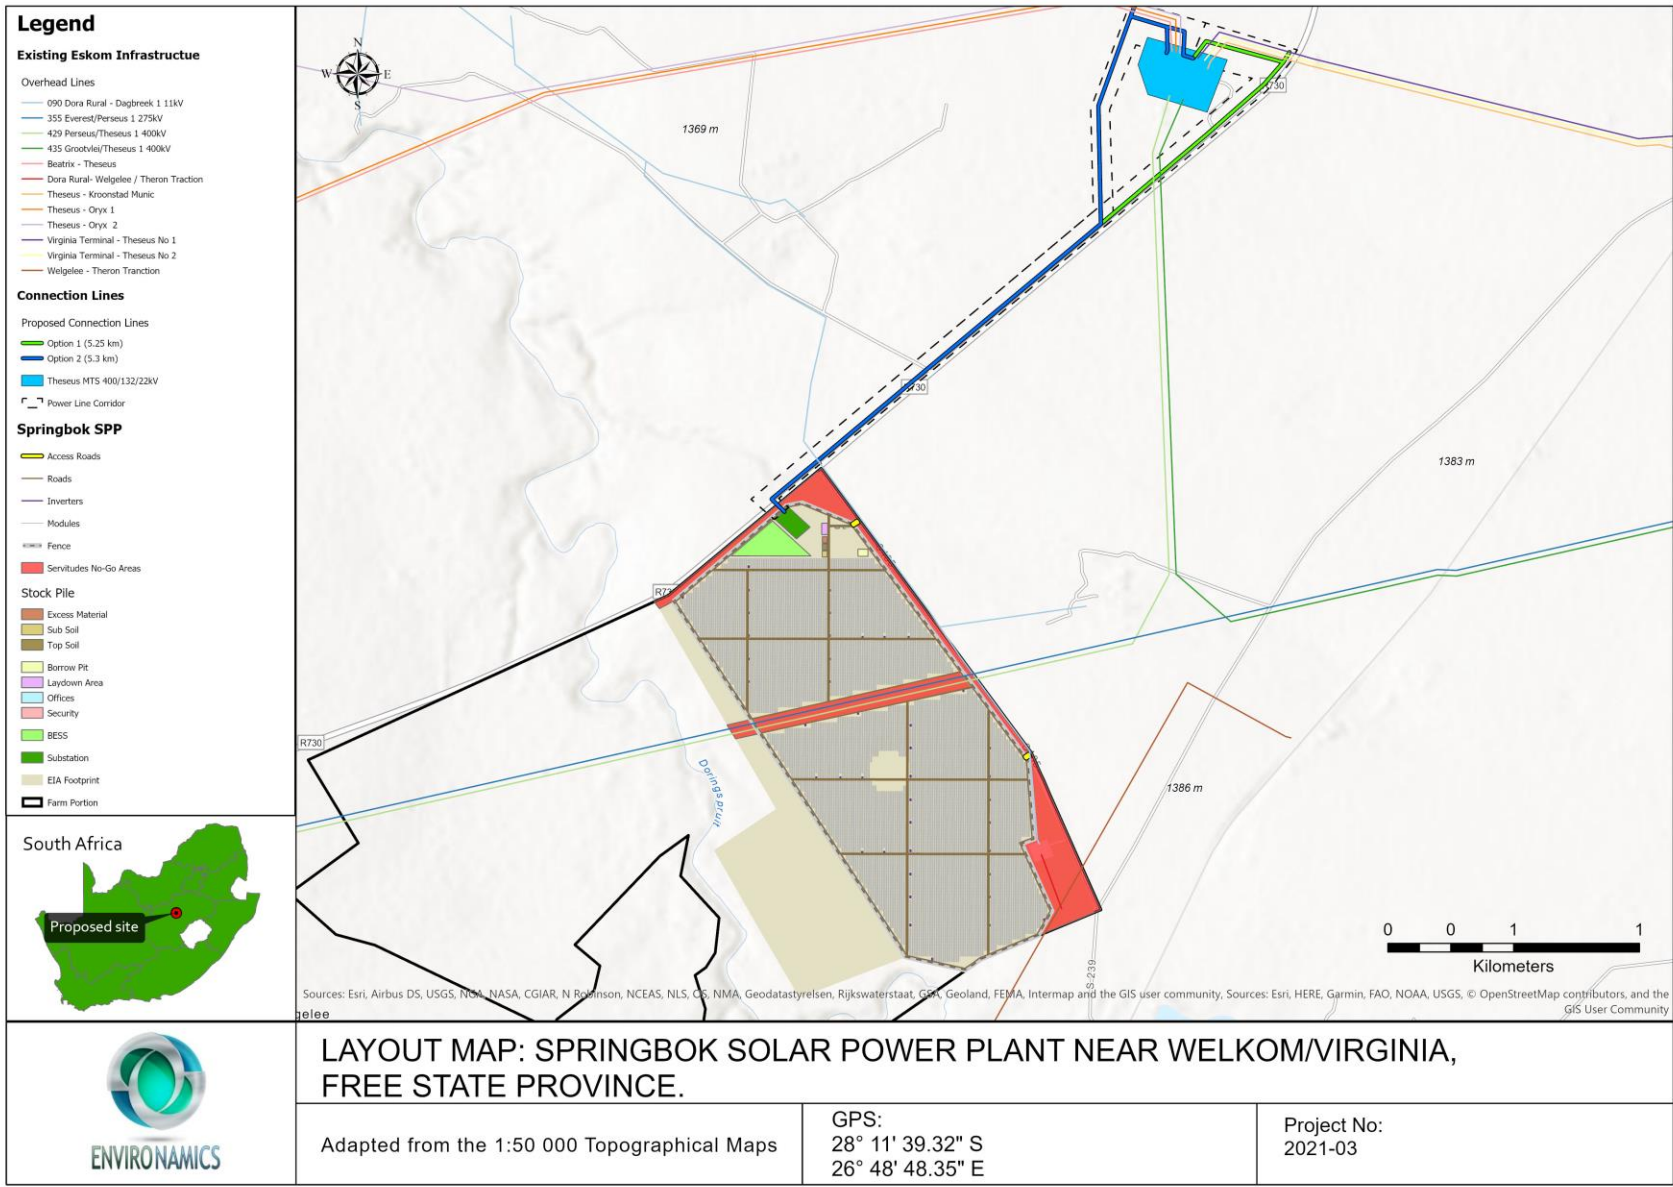 Legend
Existing Eskom Infrastructue
Overhead Lines
090 Dora Rural - Dagbreek 1 11kV
355 Everest/Perseus 1 275kV
429 Perseus/Theseus 1 400kV
435 Grootvlei/Theseus 1 400kV
Beatrix - Theseus
Dora Rural- Welgelee / Theron Traction
Theseus - Kroonstad Munic
Theseus - Oryx 1
Theseus - Oryx 2
Virginia Terminal - Theseus No 1
Virginia Terminal - Theseus No 2
Welgelee - Theron Tranction
Connection Lines
Proposed Connection Lines
Option 1 (5.25 km)
Option 2 (5.3 km)
Theseus MTS 400/132/22kV
Power Line Corridor
Springbok SPP
Access Roads
Roads
Inverters
Modules
Fence
Servitudes No-Go Areas
Stock Pile
Excess Material
Sub Soil
Top Soil
Borrow Pit
Laydown Area
Offices
Security
BESS
Substation
EIA Footprint
Farm Portion
South Africa
Proposed site
N
W E
S
1369 m
730
730
1383 m
R73
R730
Doringspruit
1386 m
S.239
0 0 1 1
Kilometers
Sources: Esri, Airbus DS, USGS, NGA, NASA, CGIAR, N Robinson, NCEAS, NLS, OS, NMA, Geodatastyrelsen, Rijkswaterstaat, GSA, Geoland, FEMA, Intermap and the GIS user community, Sources: Esri, HERE, Garmin, FAO, NOAA, USGS, © OpenStreetMap contributors, and the
GIS User Community
gelee
ENVIRONAMICS
LAYOUT MAP: SPRINGBOK SOLAR POWER PLANT NEAR WELKOM/VIRGINIA,
FREE STATE PROVINCE.
Adapted from the 1:50 000 Topographical Maps
GPS:
28° 11' 39.32" S
26° 48' 48.35" E
Project No:
2021-03